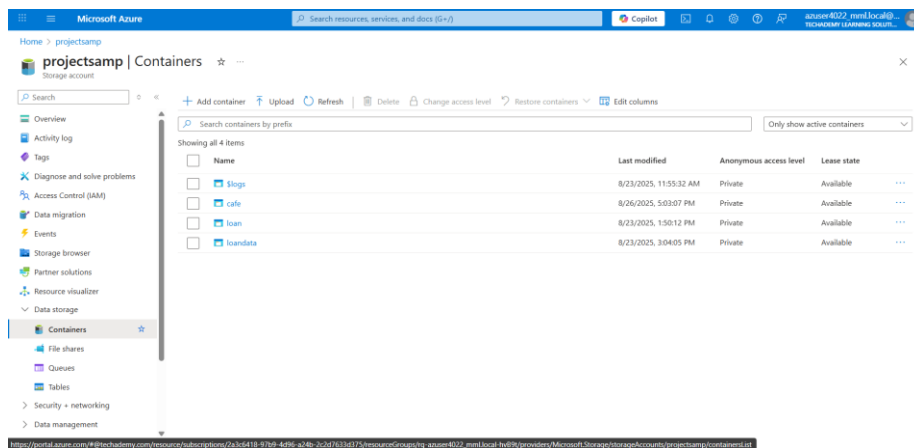 Microsoft Azure
Search resources, services, and docs (G+/)
Copilot
azuser4022_mml.local@...
TECHADEMY LEARNING SOLUTI...
Home > projectsamp
projectsamp | Containers
Storage account
Search
Add container Upload Refresh Delete Change access level Restore containers Edit columns
Search containers by prefix
Only show active containers
Showing all 4 items
Name Last modified Anonymous access level Lease state
$logs 8/23/2025, 11:55:32 AM Private Available
cafe 8/26/2025, 5:03:07 PM Private Available
loan 8/23/2025, 1:50:12 PM Private Available
loandata 8/23/2025, 3:04:05 PM Private Available
Overview
Activity log
Tags
Diagnose and solve problems
Access Control (IAM)
Data migration
Events
Storage browser
Partner solutions
Resource visualizer
Data storage
Containers
File shares
Queues
Tables
Security + networking
Data management
https://portal.azure.com/#@techademy.com/resource/subscriptions/2a3c6418-97b9-4d96-a24b-2c2d7633d375/resourceGroups/rg-azuser4022_mml.local-hvB9t/providers/Microsoft.Storage/storageAccounts/projectsamp/containersList